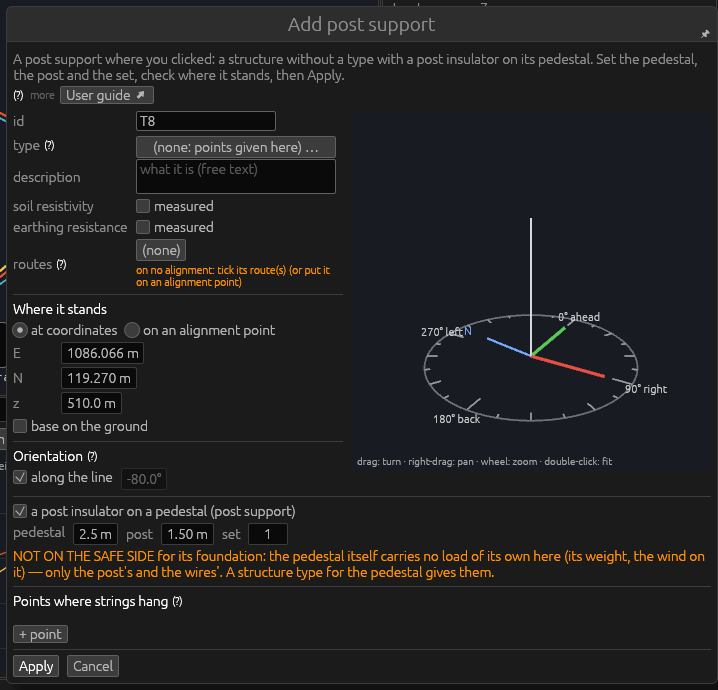 Add post support
A post support where you clicked: a structure without a type with a post insulator on its pedestal. Set the pedestal,
the post and the set, check where it stands, then Apply.
(?) more User guide
id T8
type (?) (none: points given here) ...
description what it is (free text)
soil resistivity measured
earthing resistance measured
routes (?) (none)
on no alignment: tick its route(s) (or put it
on an alignment point)
Where it stands
at coordinates on an alignment point
E 1086.066 m
N 119.270 m
z 510.0 m
base on the ground
Orientation (?)
along the line -80.0°
0° ahead
270° left N
90° right
180° back
drag: turn · right-drag: pan · wheel: zoom · double-click: fit
a post insulator on a pedestal (post support)
pedestal 2.5 m post 1.50 m set 1
NOT ON THE SAFE SIDE for its foundation: the pedestal itself carries no load of its own here (its weight, the wind on
it) — only the post's and the wires'. A structure type for the pedestal gives them.
Points where strings hang (?)
+ point
Apply Cancel